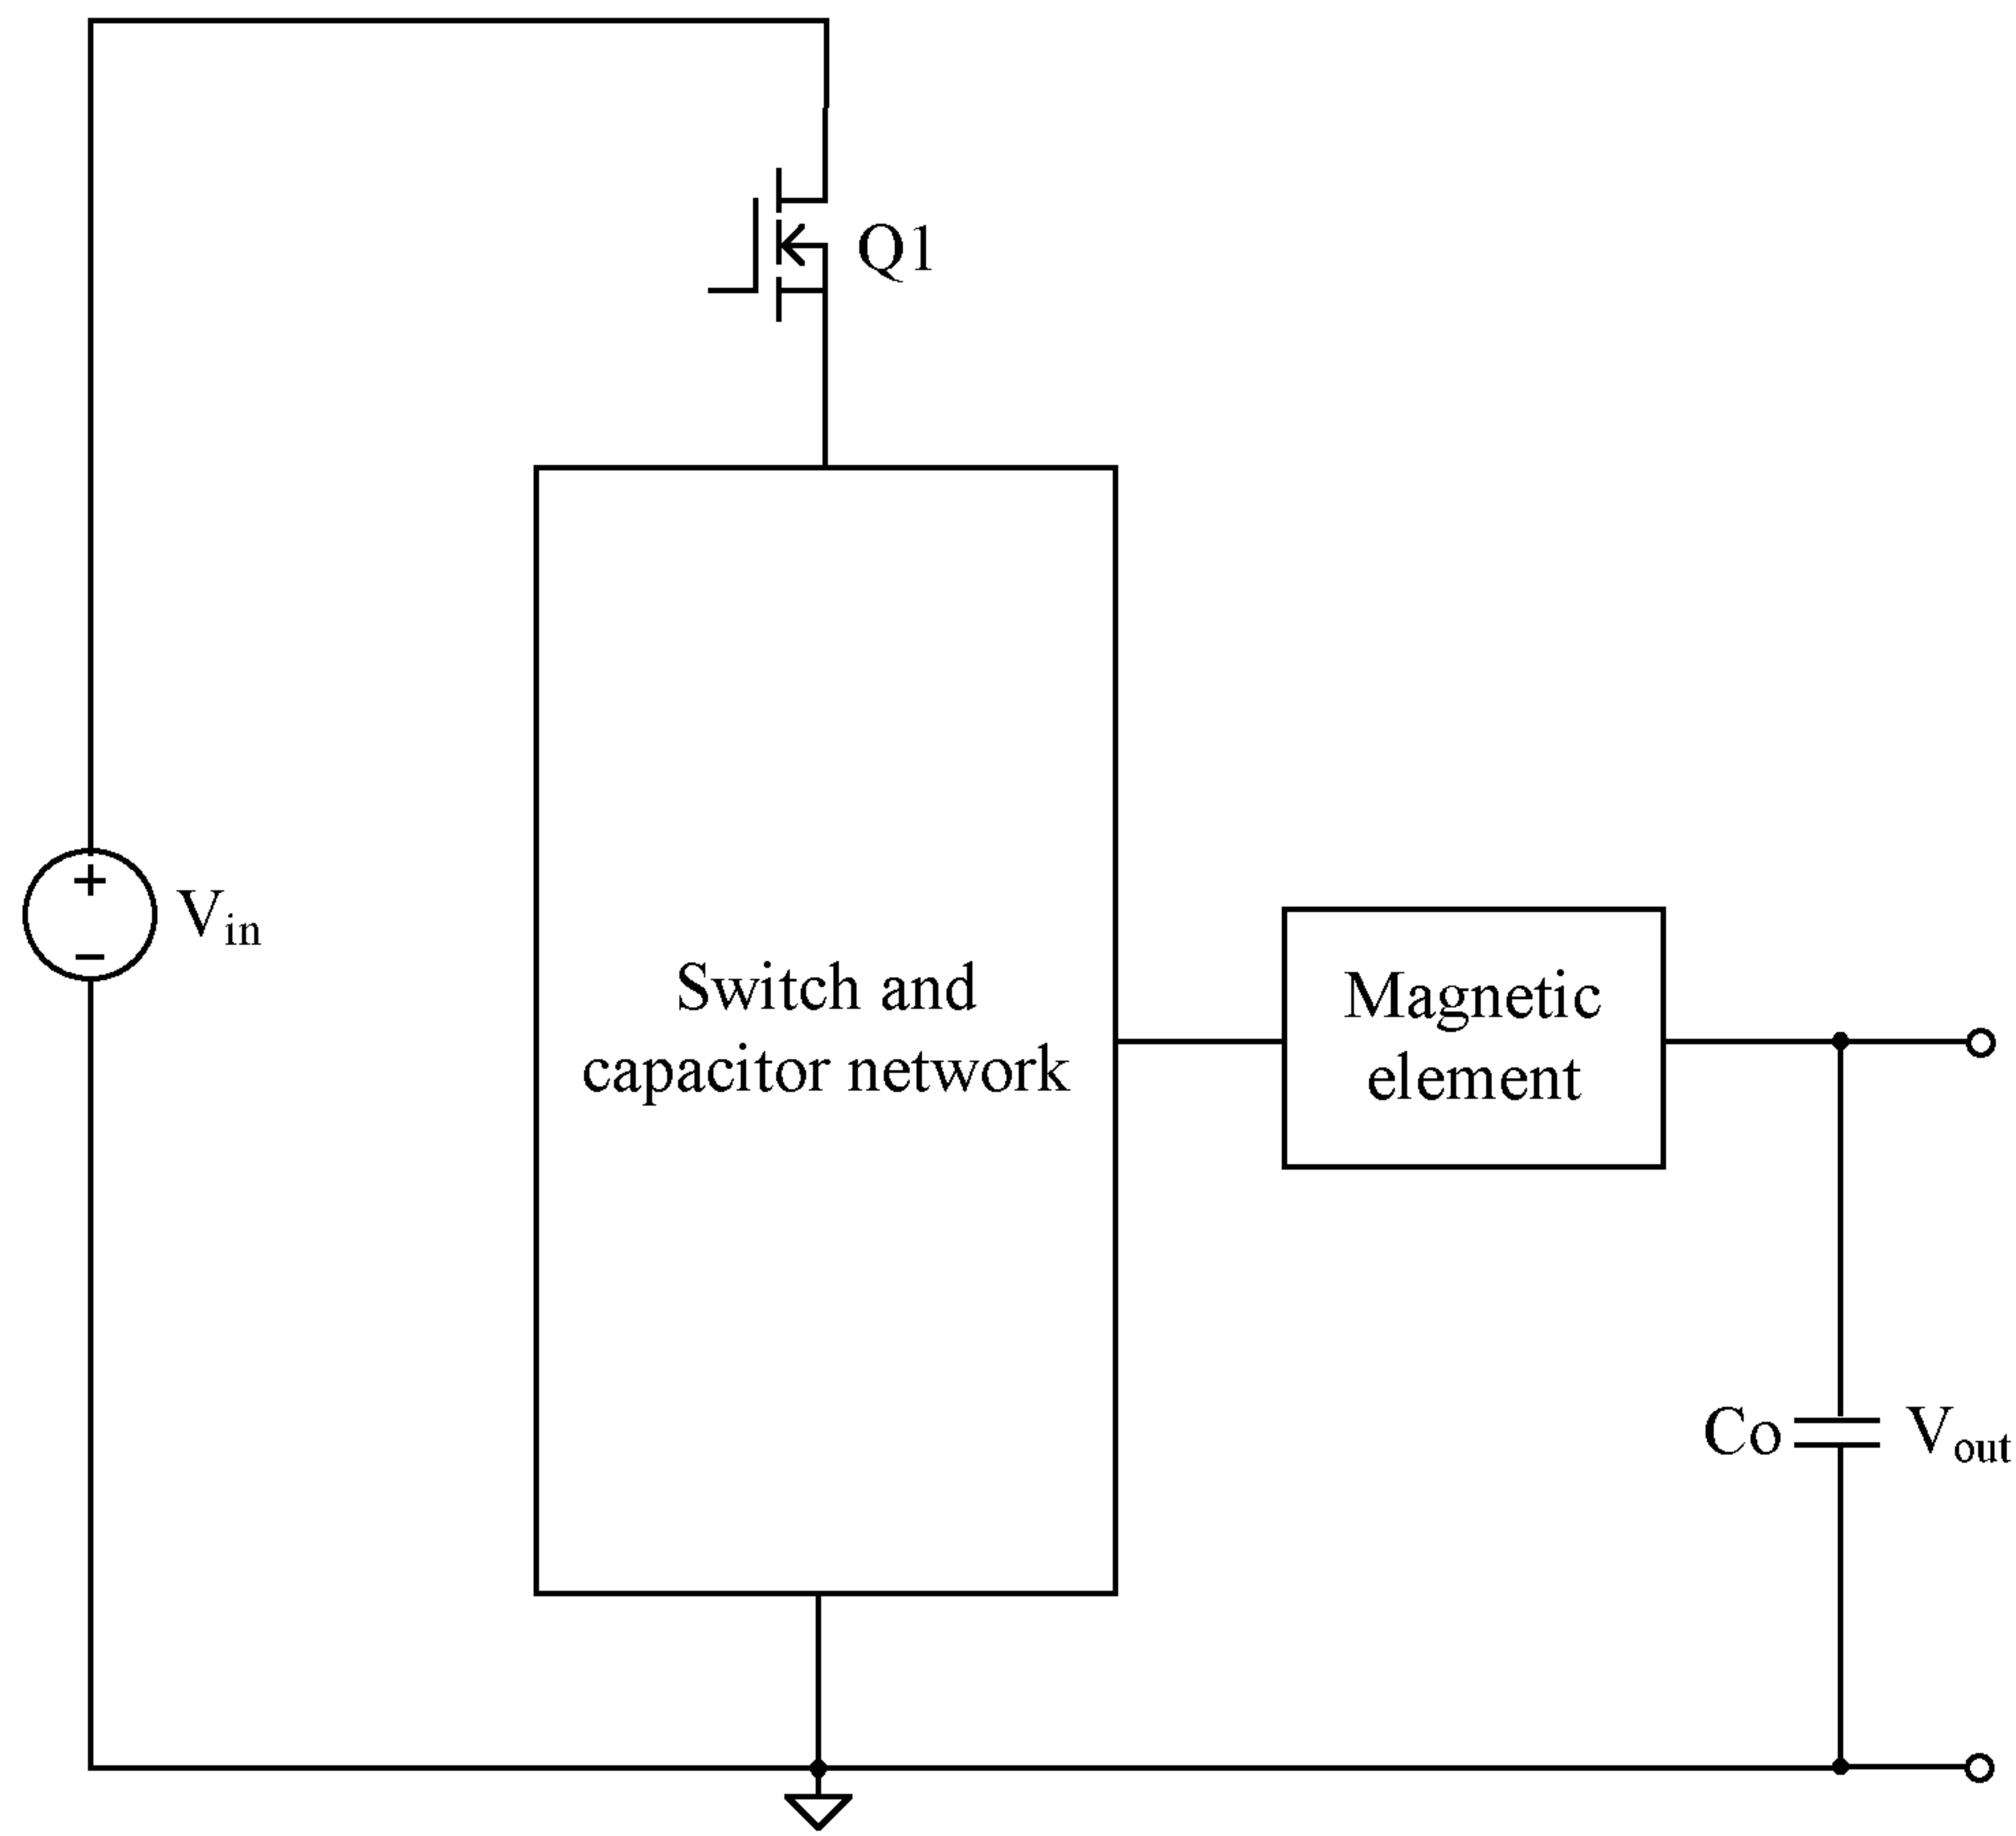 Q1
+
Vin
−
Switch and
capacitor network
Magnetic
element
Co
Vout